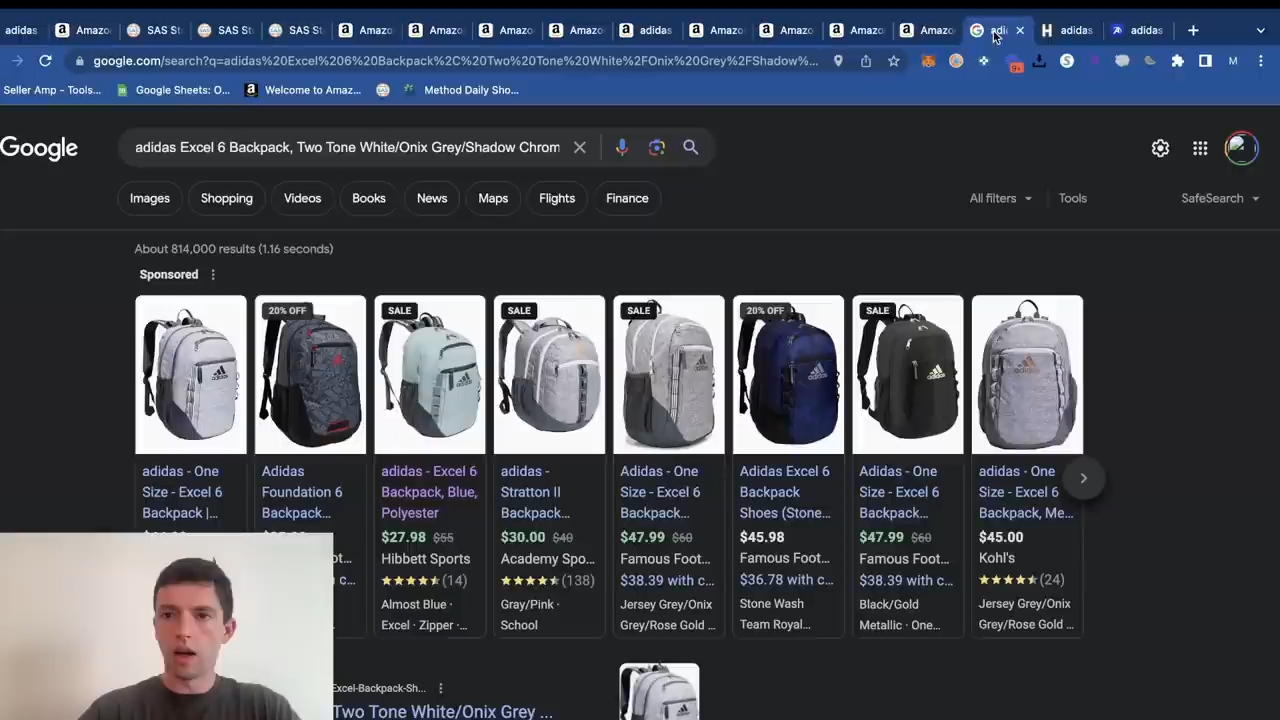 adidas Amazo SAS St SAS St SAS St Amazo Amazo Amazo Amazo adidas Amazo Amazo Amazo Amazo adi adidas adidas
google.com/search?q=adidas%20Excel%206%20Backpack%2C%20Two%20Tone%20White%2FOnix%20Grey%2FShadow%... 9+ M
Seller Amp - Tools... Google Sheets: O... Welcome to Amaz... Method Daily Sho...
Google adidas Excel 6 Backpack, Two Tone White/Onix Grey/Shadow Chrom
Images Shopping Videos Books News Maps Flights Finance All filters Tools SafeSearch
About 814,000 results (1.16 seconds)
Sponsored
20% OFF SALE SALE SALE 20% OFF SALE
adidas - One
Size - Excel 6
Backpack |...
Adidas
Foundation 6
Backpack...
adidas - Excel 6
Backpack, Blue,
Polyester
$27.98 $55
Hibbett Sports
(14)
Almost Blue ·
Excel · Zipper ·...
adidas -
Stratton II
Backpack...
$30.00 $40
Academy Spo...
(138)
Gray/Pink ·
School
Adidas - One
Size - Excel 6
Backpack...
$47.99 $60
Famous Foot...
$38.39 with c...
Jersey Grey/Onix
Grey/Rose Gold ...
Adidas Excel 6
Backpack
Shoes (Stone...
$45.98
Famous Foot...
$36.78 with c...
Stone Wash
Team Royal...
Adidas - One
Size - Excel 6
Backpack...
$47.99 $60
Famous Foot...
$38.39 with c...
Black/Gold
Metallic · One...
adidas - One
Size - Excel 6
Backpack, Me...
$45.00
Kohl's
(24)
Jersey Grey/Onix
Grey/Rose Gold ...
Excel-Backpack-Sh...
Two Tone White/Onix Grey ...